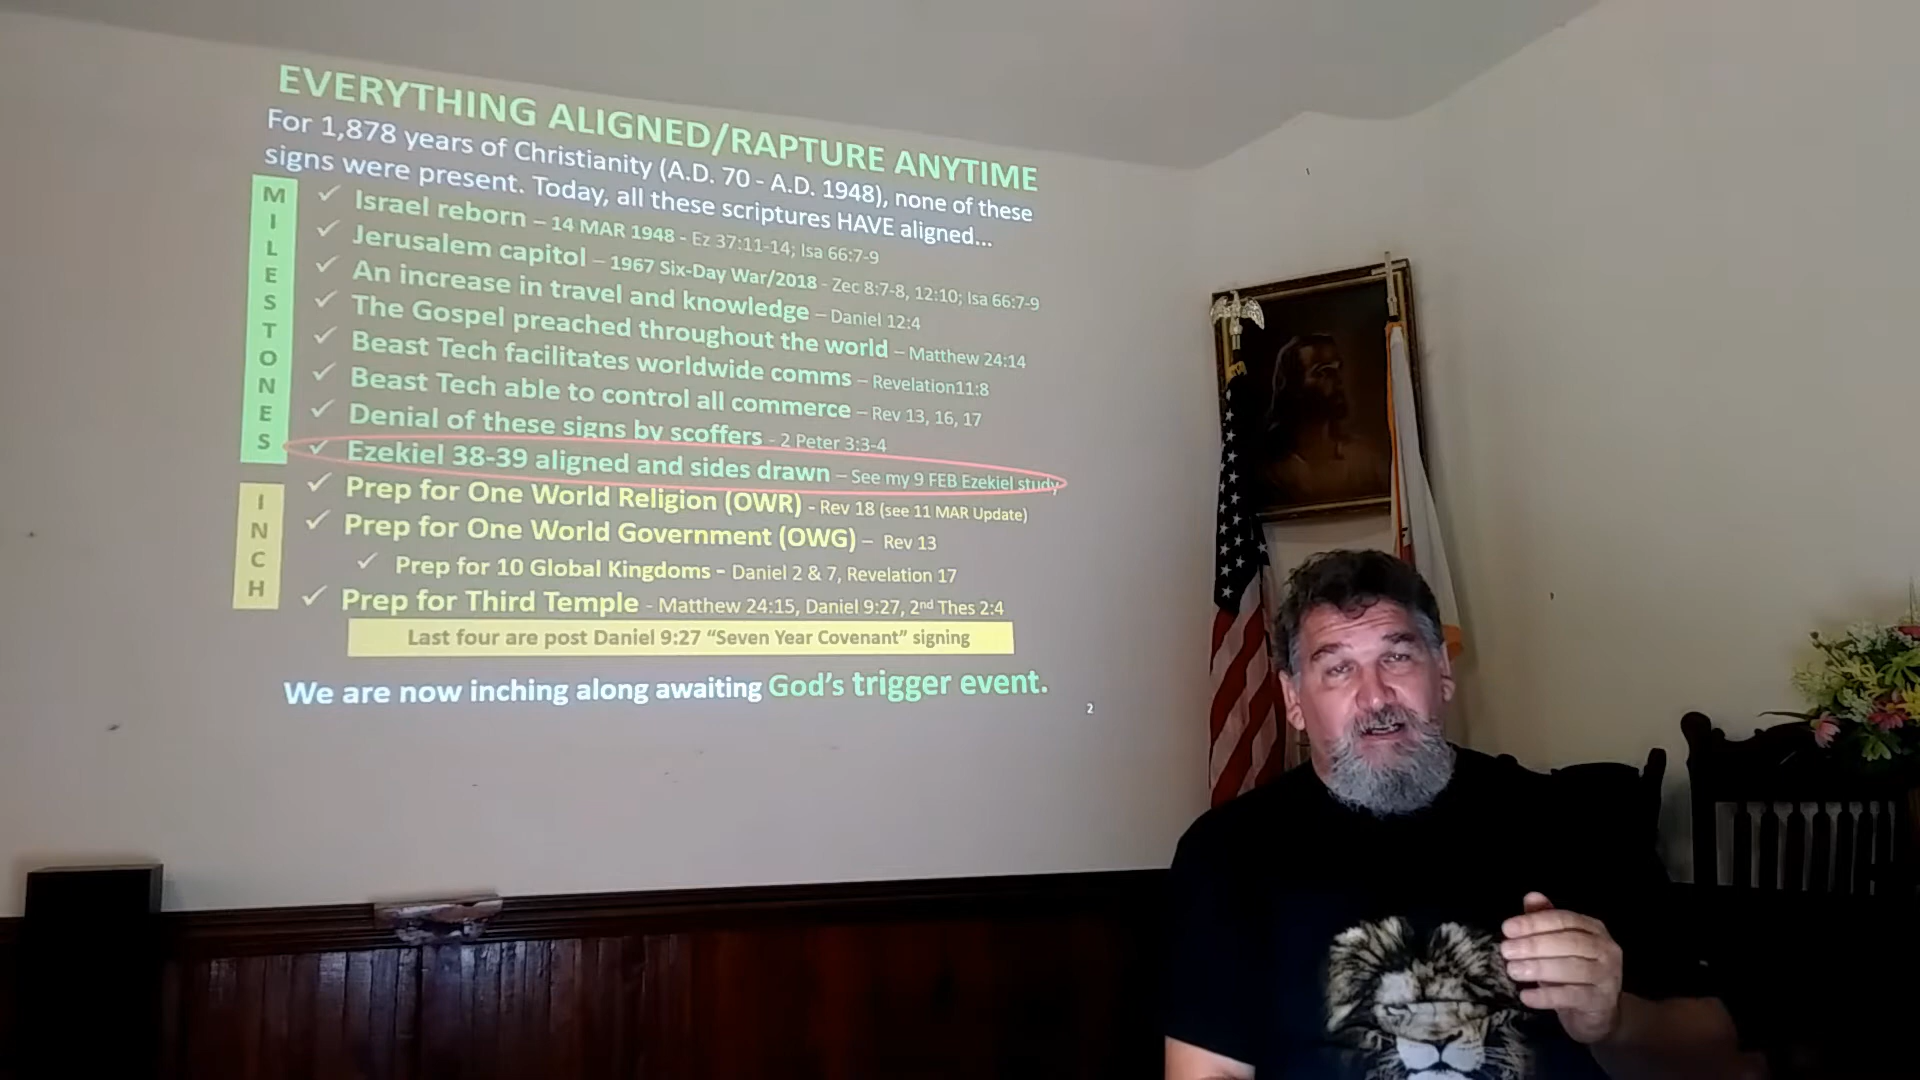 EVERYTHING ALIGNED/RAPTURE ANYTIME
For 1,878 years of Christianity (A.D. 70 - A.D. 1948), none of these
signs were present. Today, all these scriptures HAVE aligned...
MILESTONES
✓ Israel reborn – 14 MAR 1948 - Ez 37:11-14; Isa 66:7-9
✓ Jerusalem capitol – 1967 Six-Day War/2018 - Zec 8:7-8, 12:10; Isa 66:7-9
✓ An increase in travel and knowledge – Daniel 12:4
✓ The Gospel preached throughout the world – Matthew 24:14
✓ Beast Tech facilitates worldwide comms – Revelation11:8
✓ Beast Tech able to control all commerce – Rev 13, 16, 17
✓ Denial of these signs by scoffers - 2 Peter 3:3-4
✓ Ezekiel 38-39 aligned and sides drawn – See my 9 FEB Ezekiel study
INCH
✓ Prep for One World Religion (OWR) - Rev 18 (see 11 MAR Update)
✓ Prep for One World Government (OWG) – Rev 13
✓ Prep for 10 Global Kingdoms - Daniel 2 & 7, Revelation 17
✓ Prep for Third Temple - Matthew 24:15, Daniel 9:27, 2nd Thes 2:4
Last four are post Daniel 9:27 “Seven Year Covenant” signing
We are now inching along awaiting God’s trigger event.
2